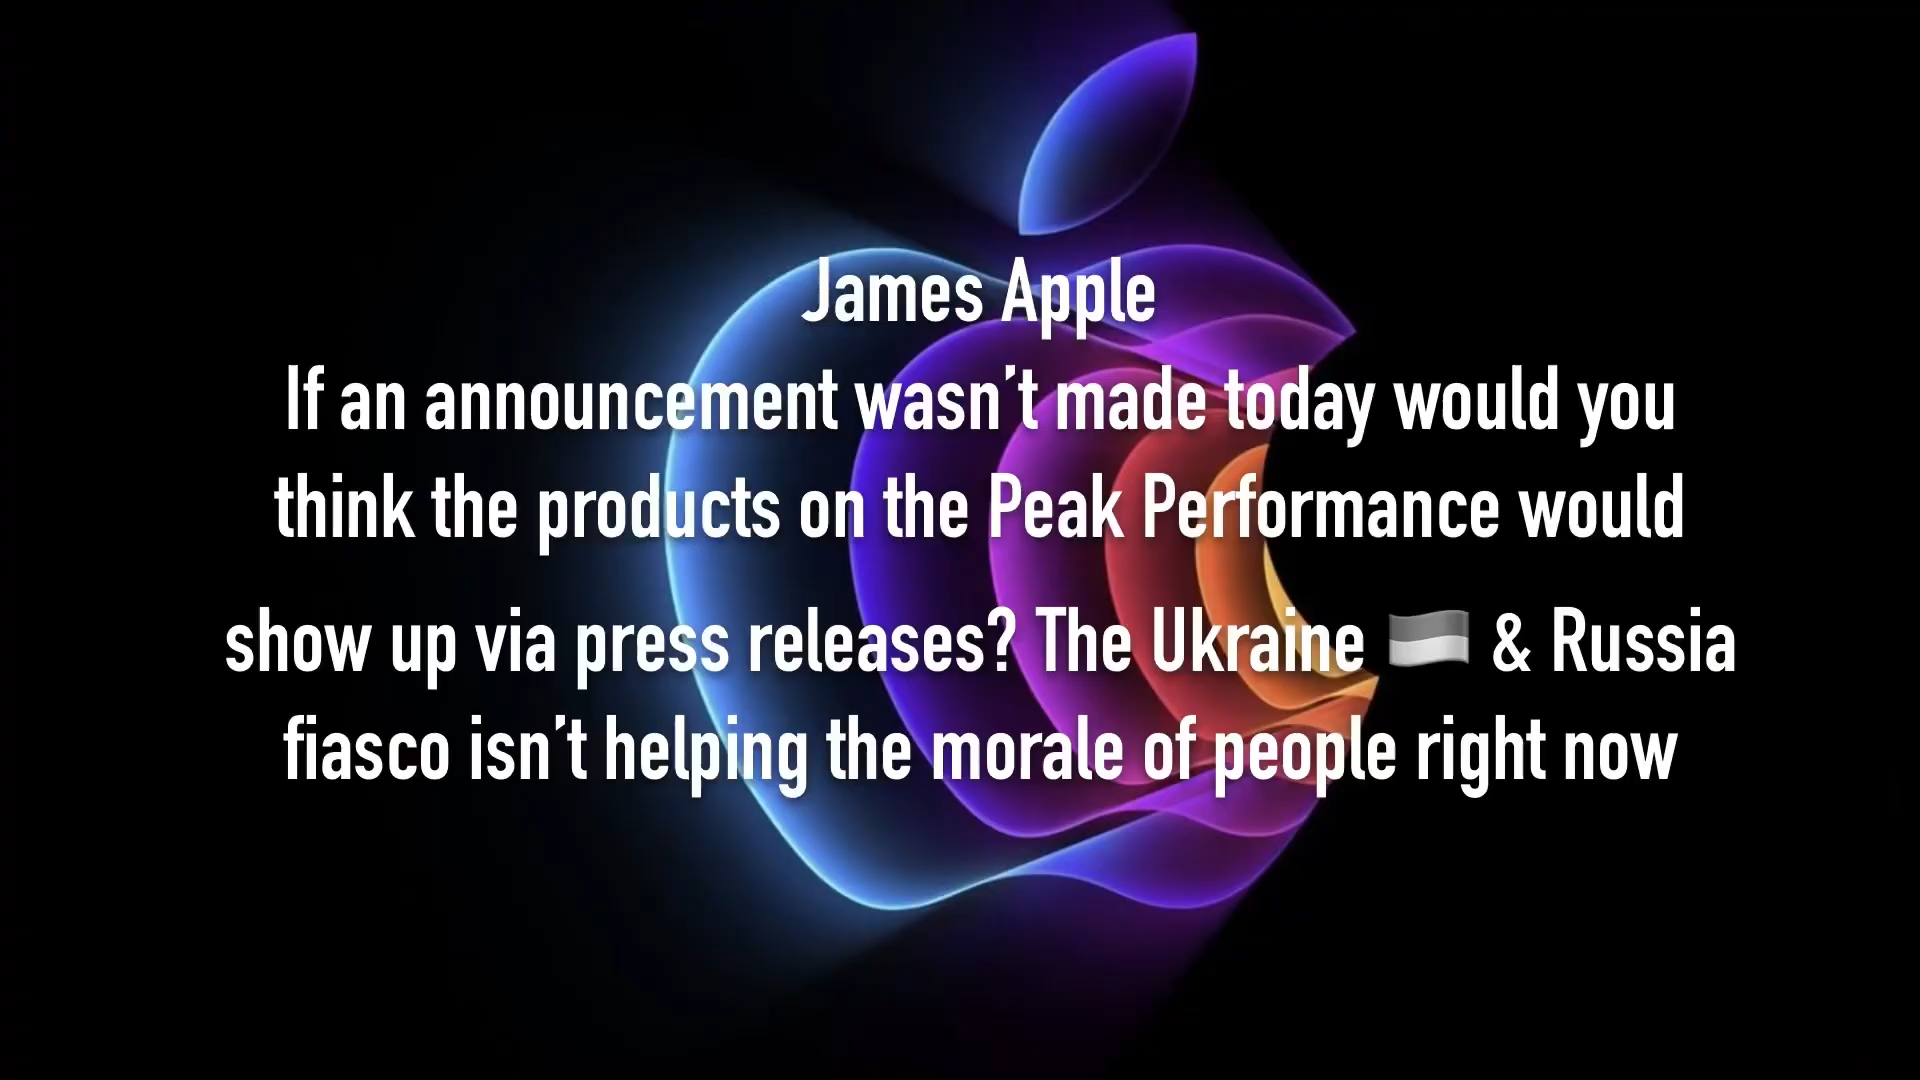 James Apple
If an announcement wasn’t made today would you
think the products on the Peak Performance would
show up via press releases? The Ukraine 🇺🇦 & Russia
fiasco isn’t helping the morale of people right now